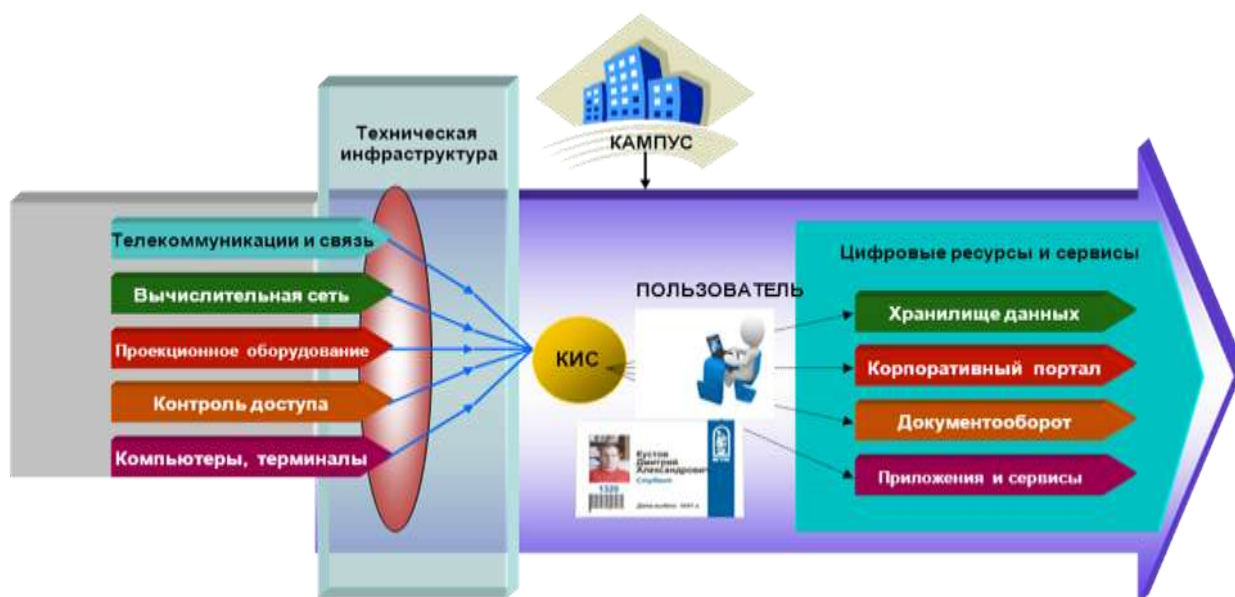 КАМПУС
Техническая
инфраструктура
Телекоммуникации и связь
Вычислительная сеть
Проекционное оборудование
Контроль доступа
Компьютеры, терминалы
КИС
ПОЛЬЗОВАТЕЛЬ
Кустов
Дмитрий
Александрович
Студент
1320
Цифровые ресурсы и сервисы
Хранилище данных
Корпоративный портал
Документооборот
Приложения и сервисы